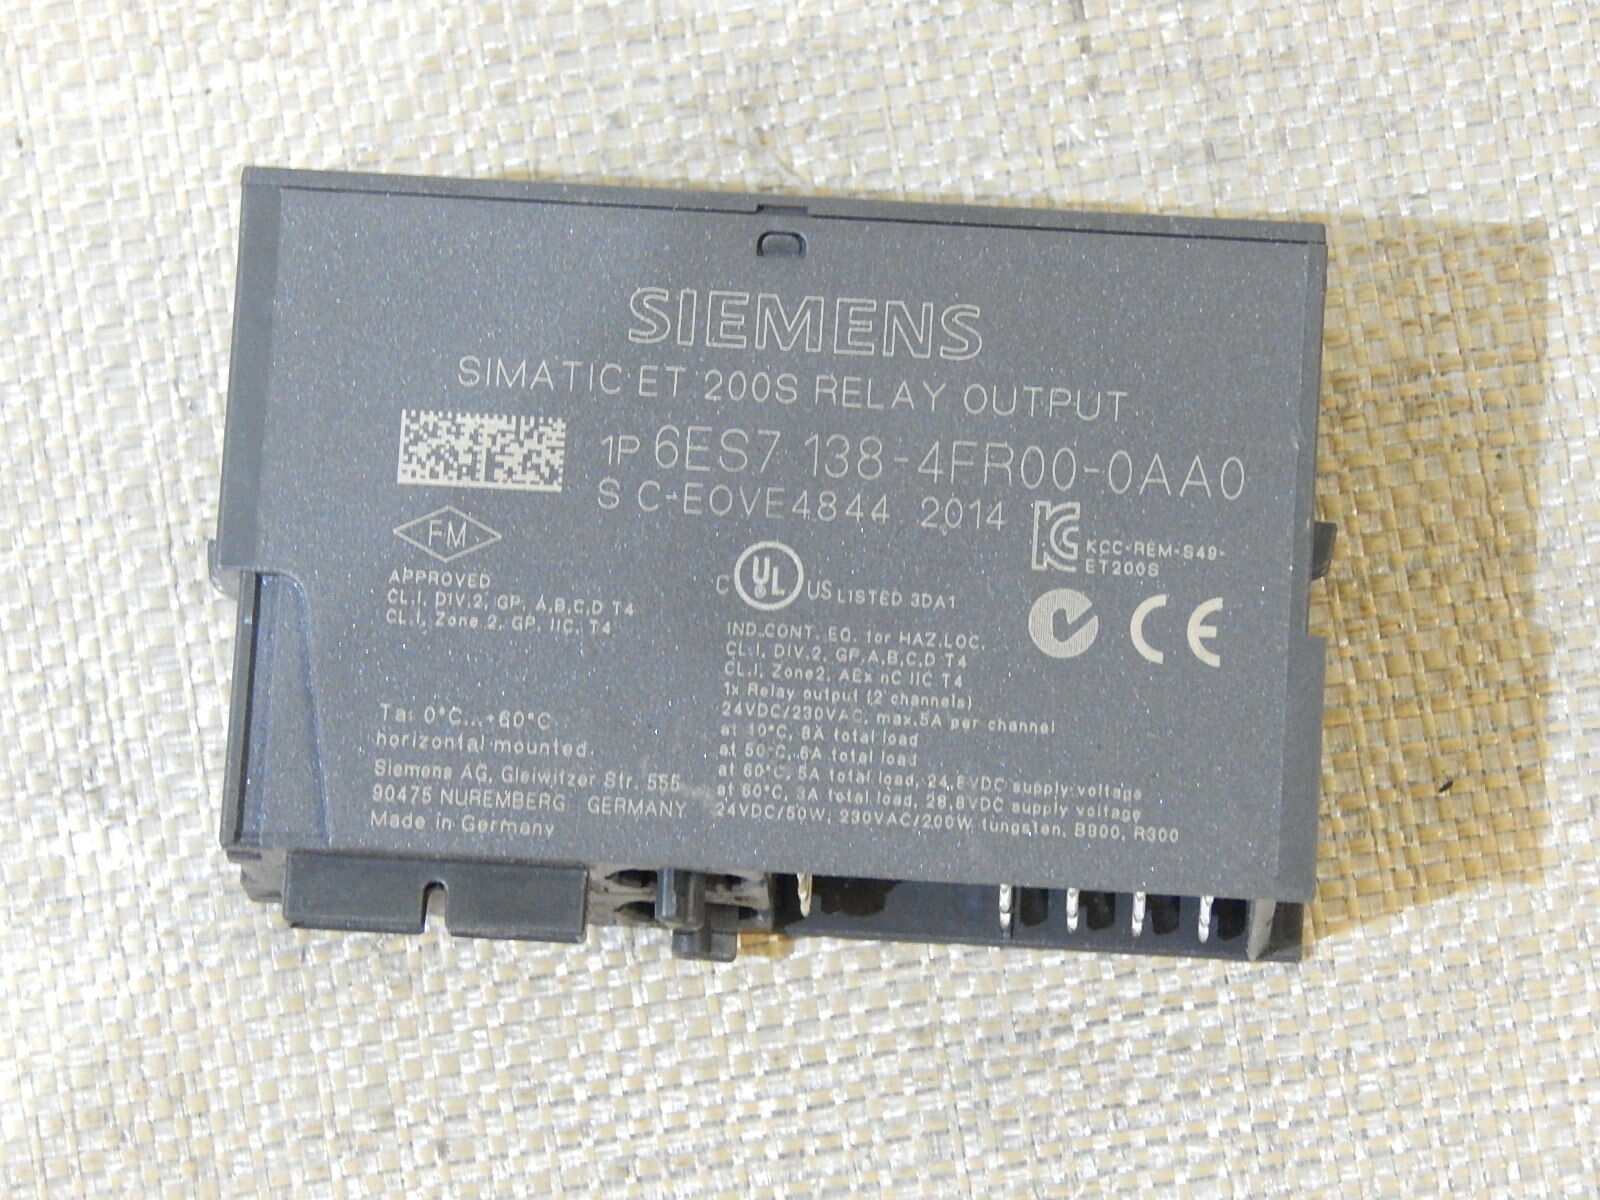 SIEMENS
SIMATIC ET 200S RELAY OUTPUT
1P 6ES7 138-4FR00-0AA0
S C-E0VE4844 2014
KCC-REM-S49-
ET200S
FM
APPROVED
CL.I, DIV.2, GP. A,B,C,D T4
CL.I, Zone 2, GP. IIC, T4
C UL US LISTED 3DA1
CE
IND.CONT. EQ. for HAZ.LOC.
CL.I, DIV.2, GP.A,B,C,D T4
CL.I, Zone2, AEx nC IIC T4
1x Relay output (2 channels)
24VDC/230VAC, max.5A per channel
at 40°C, 8A total load
at 50°C, 6A total load
at 60°C, 5A total load, 24,8VDC supply voltage
at 60°C, 3A total load, 28,8VDC supply voltage
24VDC/50W, 230VAC/200W tungsten, B300, R300
Ta: 0°C...+60°C
horizontal mounted.
Siemens AG, Gleiwitzer Str. 555
90475 NUREMBERG GERMANY
Made in Germany